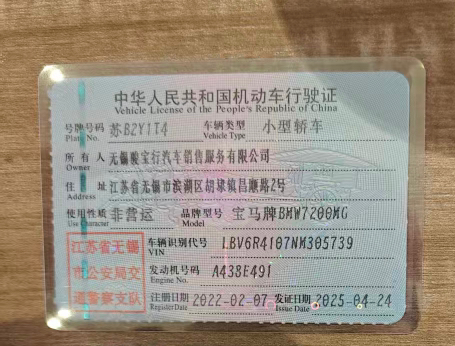 中华人民共和国机动车行驶证
Vehicle License of the People's Republic of China
号牌号码 苏B2Y1T4 车辆类型 小型轿车
Plate No. Vehicle Type
所有人 无锡骏宝行汽车销售服务有限公司
Owner
住址 江苏省无锡市滨湖区胡埭镇昌顺路2号
Address
使用性质 非营运 品牌型号 宝马牌BMW7200MG
Use Character Model
江苏省无锡
市公安局交
通警察支队
车辆识别代号 LBV6R4107NM305739
VIN
发动机号码 A438E491
Engine No.
注册日期 2022-02-07 发证日期 2025-04-24
Register Date Issue Date